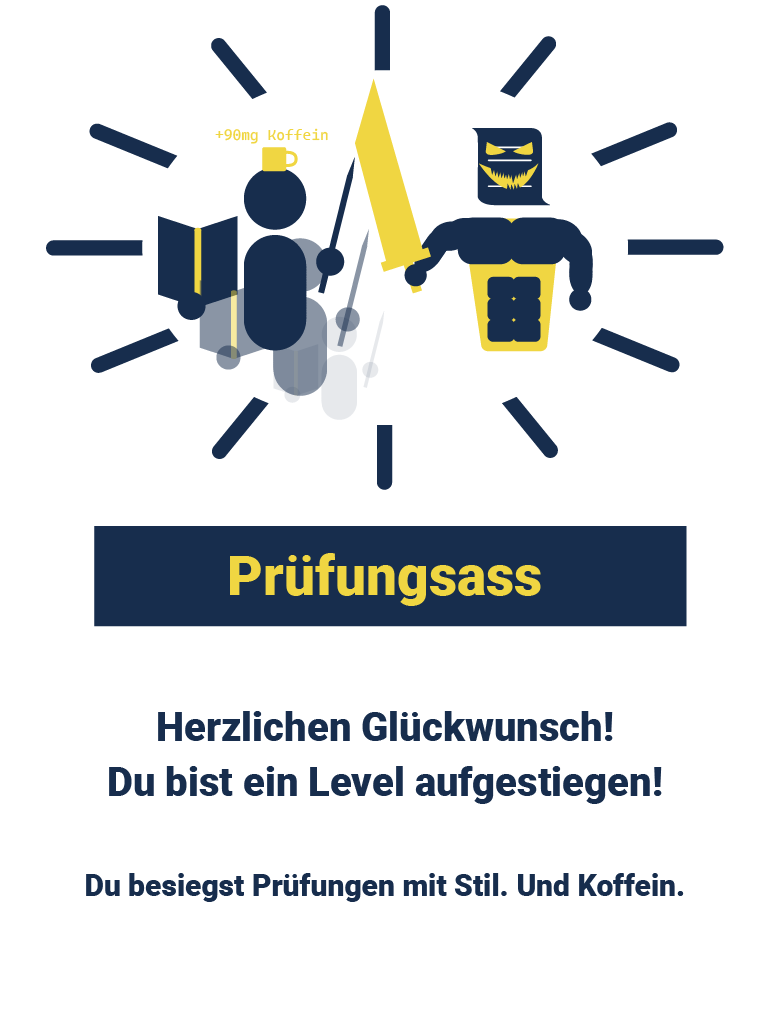 +90mg Koffein
Prüfungsass
Herzlichen Glückwunsch!
Du bist ein Level aufgestiegen!
Du besiegst Prüfungen mit Stil. Und Koffein.